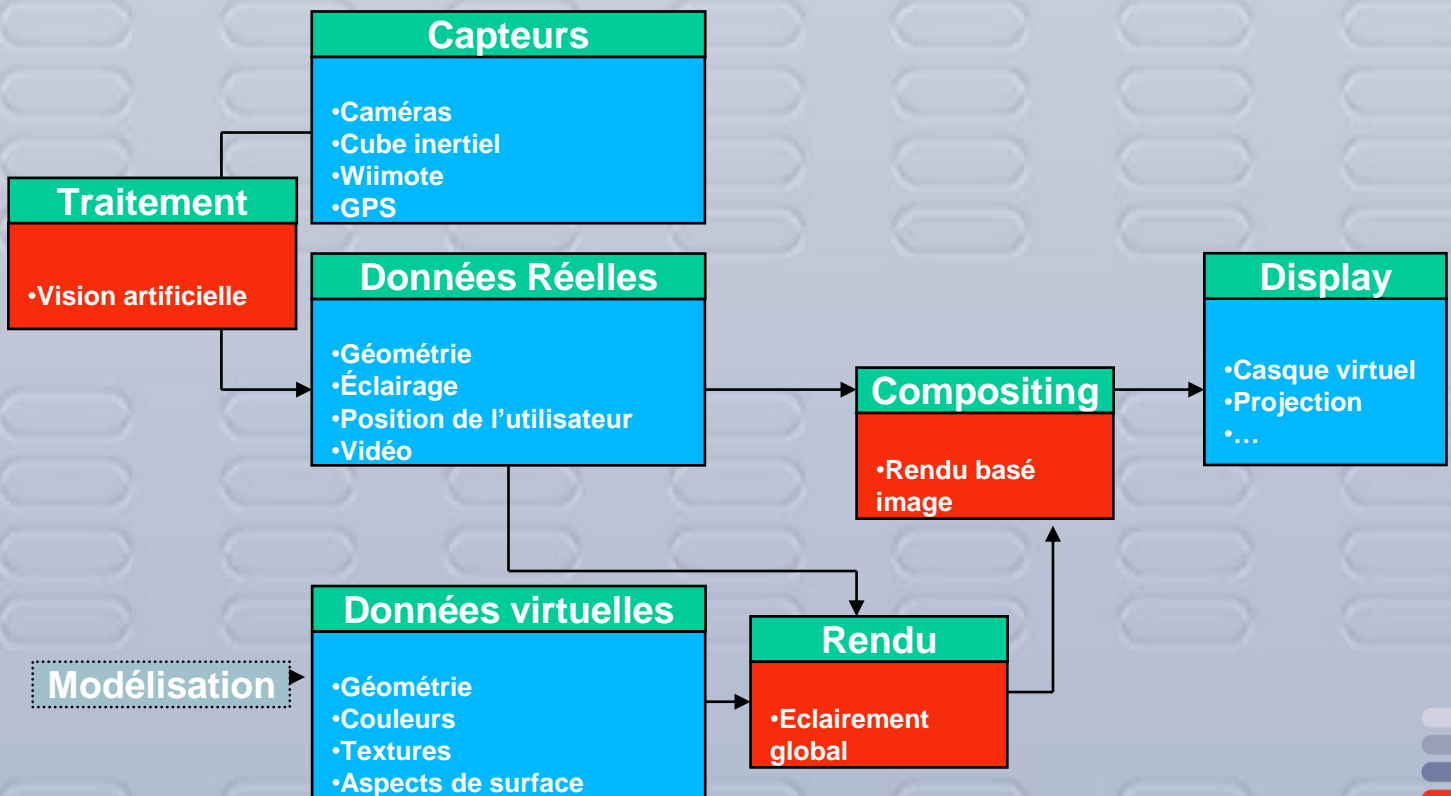 Capteurs
•Caméras
•Cube inertiel
•Wiimote
•GPS
Traitement
•Vision artificielle
Données Réelles
•Géométrie
•Éclairage
•Position de l’utilisateur
•Vidéo
Compositing
•Rendu basé
image
Display
•Casque virtuel
•Projection
•…
Modélisation
Données virtuelles
•Géométrie
•Couleurs
•Textures
•Aspects de surface
Rendu
•Eclairement
global